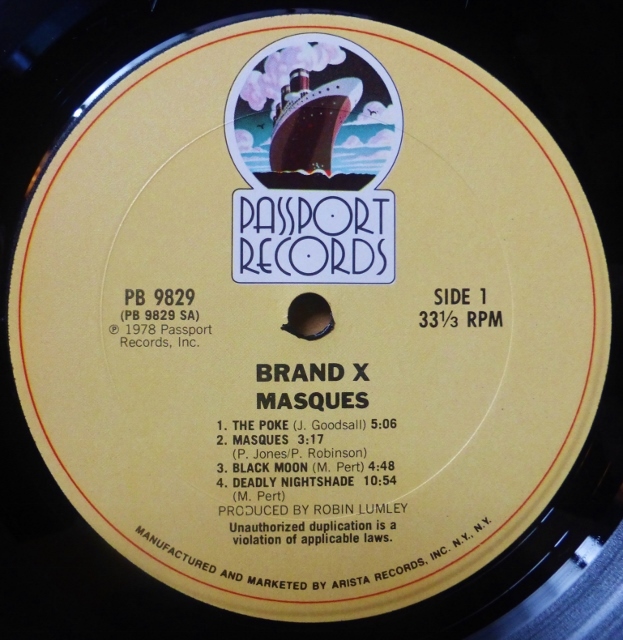 PASSPORT
RECORDS
PB 9829
(PB 9829 SA)
℗ 1978 Passport
Records, Inc.
SIDE 1
33⅓ RPM
BRAND X
MASQUES
1. THE POKE (J. Goodsall) 5:06
2. MASQUES 3:17
(P. Jones/P. Robinson)
3. BLACK MOON (M. Pert) 4:48
4. DEADLY NIGHTSHADE 10:54
(M. Pert)
PRODUCED BY ROBIN LUMLEY
Unauthorized duplication is a
violation of applicable laws.
MANUFACTURED AND MARKETED BY ARISTA RECORDS, INC. N.Y., N.Y.